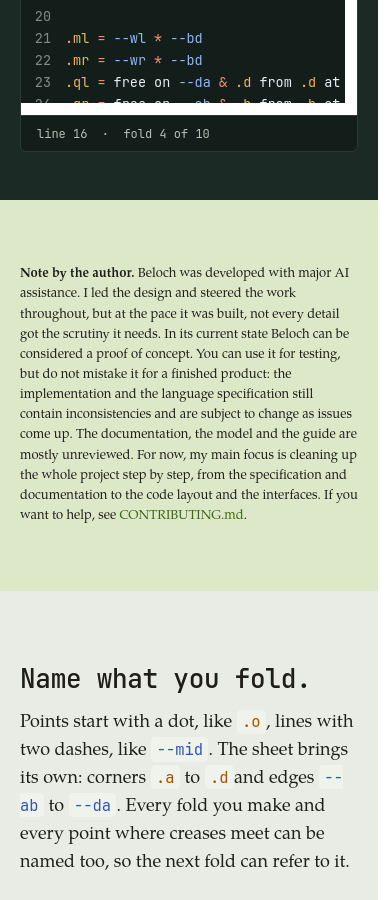 20
21 .ml = --wl * --bd
22 .mr = --wr * --bd
23 .ql = free on --da & .d from .d at
line 16 · fold 4 of 10
Note by the author. Beloch was developed with major AI
assistance. I led the design and steered the work
throughout, but at the pace it was built, not every detail
got the scrutiny it needs. In its current state Beloch can be
considered a proof of concept. You can use it for testing,
but do not mistake it for a finished product: the
implementation and the language specification still
contain inconsistencies and are subject to change as issues
come up. The documentation, the model and the guide are
mostly unreviewed. For now, my main focus is cleaning up
the whole project step by step, from the specification and
documentation to the code layout and the interfaces. If you
want to help, see CONTRIBUTING.md.
Name what you fold.
Points start with a dot, like .o, lines with
two dashes, like --mid. The sheet brings
its own: corners .a to .d and edges --
ab to --da. Every fold you make and
every point where creases meet can be
named too, so the next fold can refer to it.